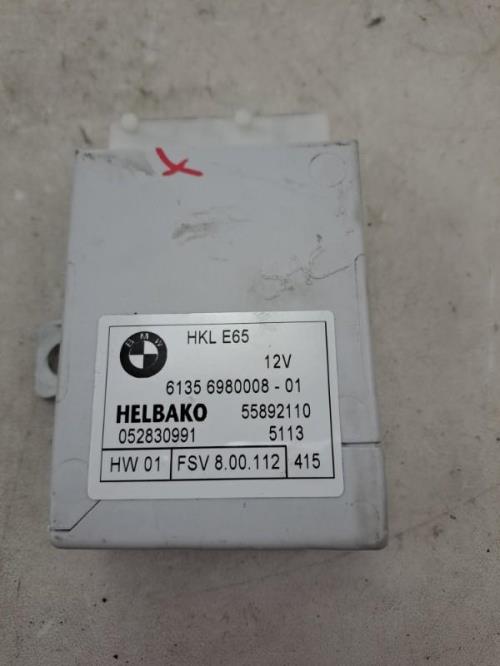 BMW
HKL E65
12V
6135 6980008 - 01
HELBAKO 55892110
052830991 5113
HW 01 FSV 8.00.112 415
X